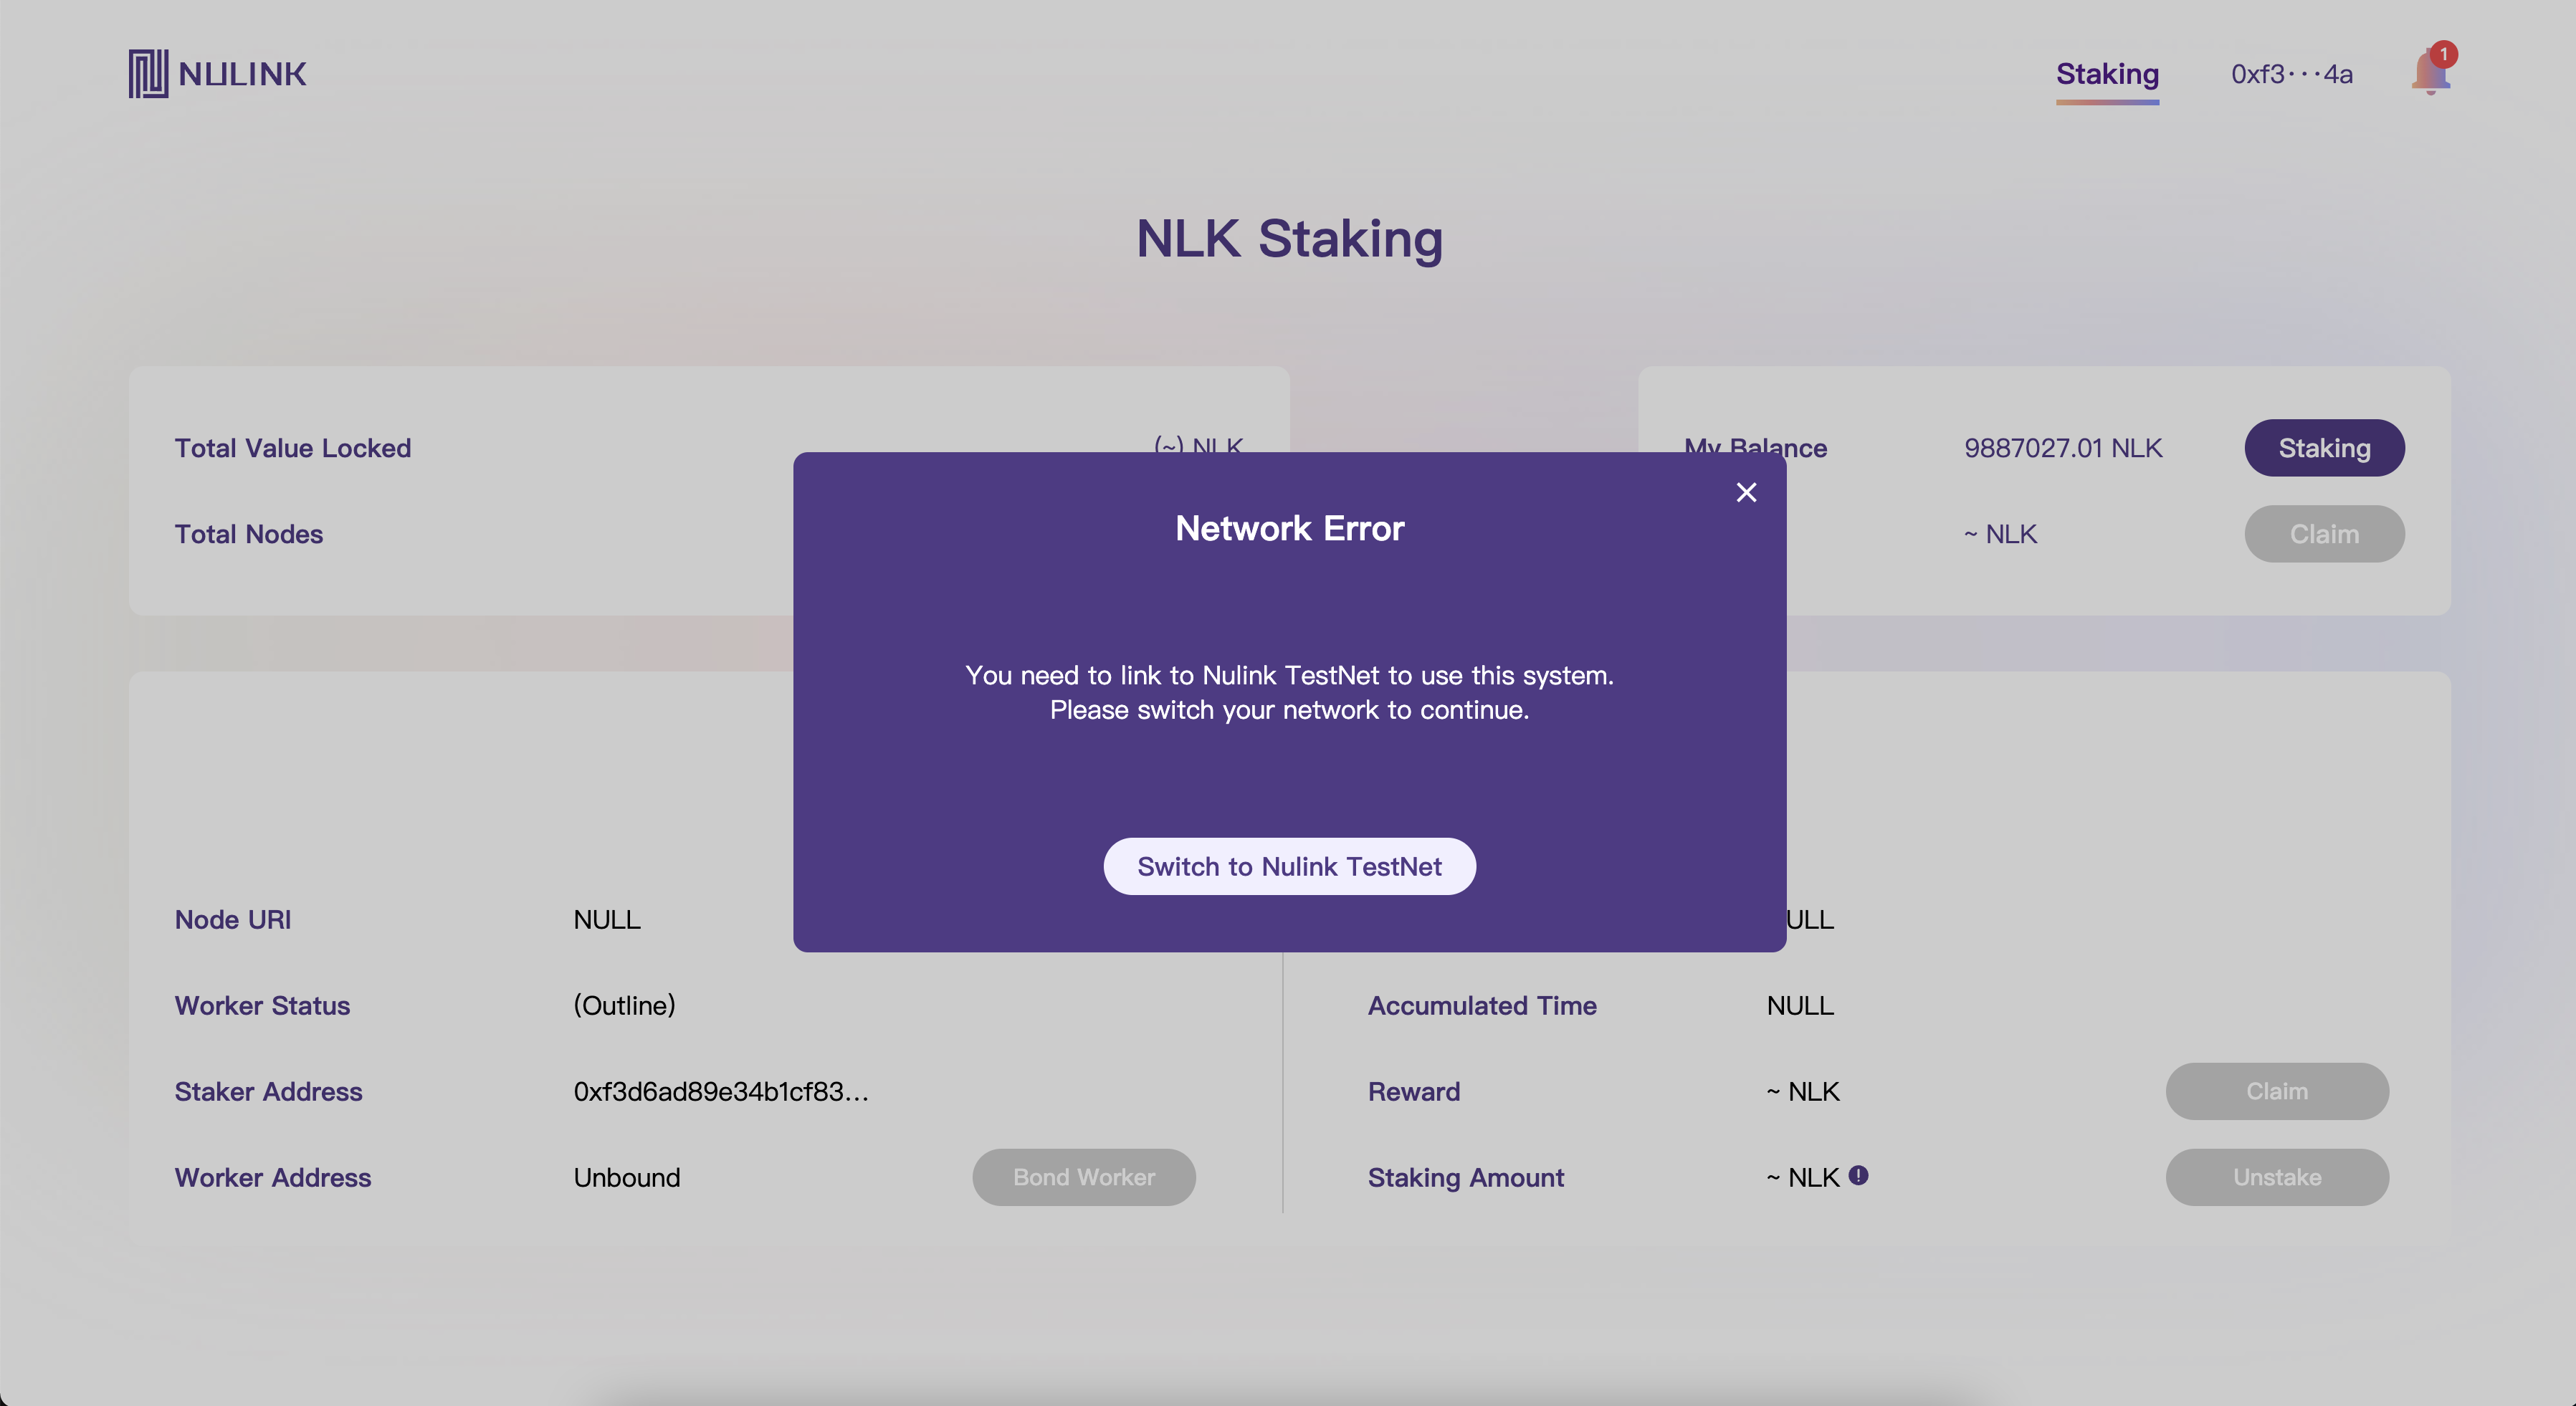 NULINK
Staking
0xf3···4a
1
NLK Staking
Total Value Locked
(~) NLK
My Balance
9887027.01 NLK
Staking
Total Nodes
~ NLK
Claim
Network Error
You need to link to Nulink TestNet to use this system.
Please switch your network to continue.
Switch to Nulink TestNet
Node URI
NULL
ULL
Worker Status
(Outline)
Accumulated Time
NULL
Staker Address
0xf3d6ad89e34b1cf83...
Reward
~ NLK
Claim
Worker Address
Unbound
Bond Worker
Staking Amount
~ NLK
Unstake